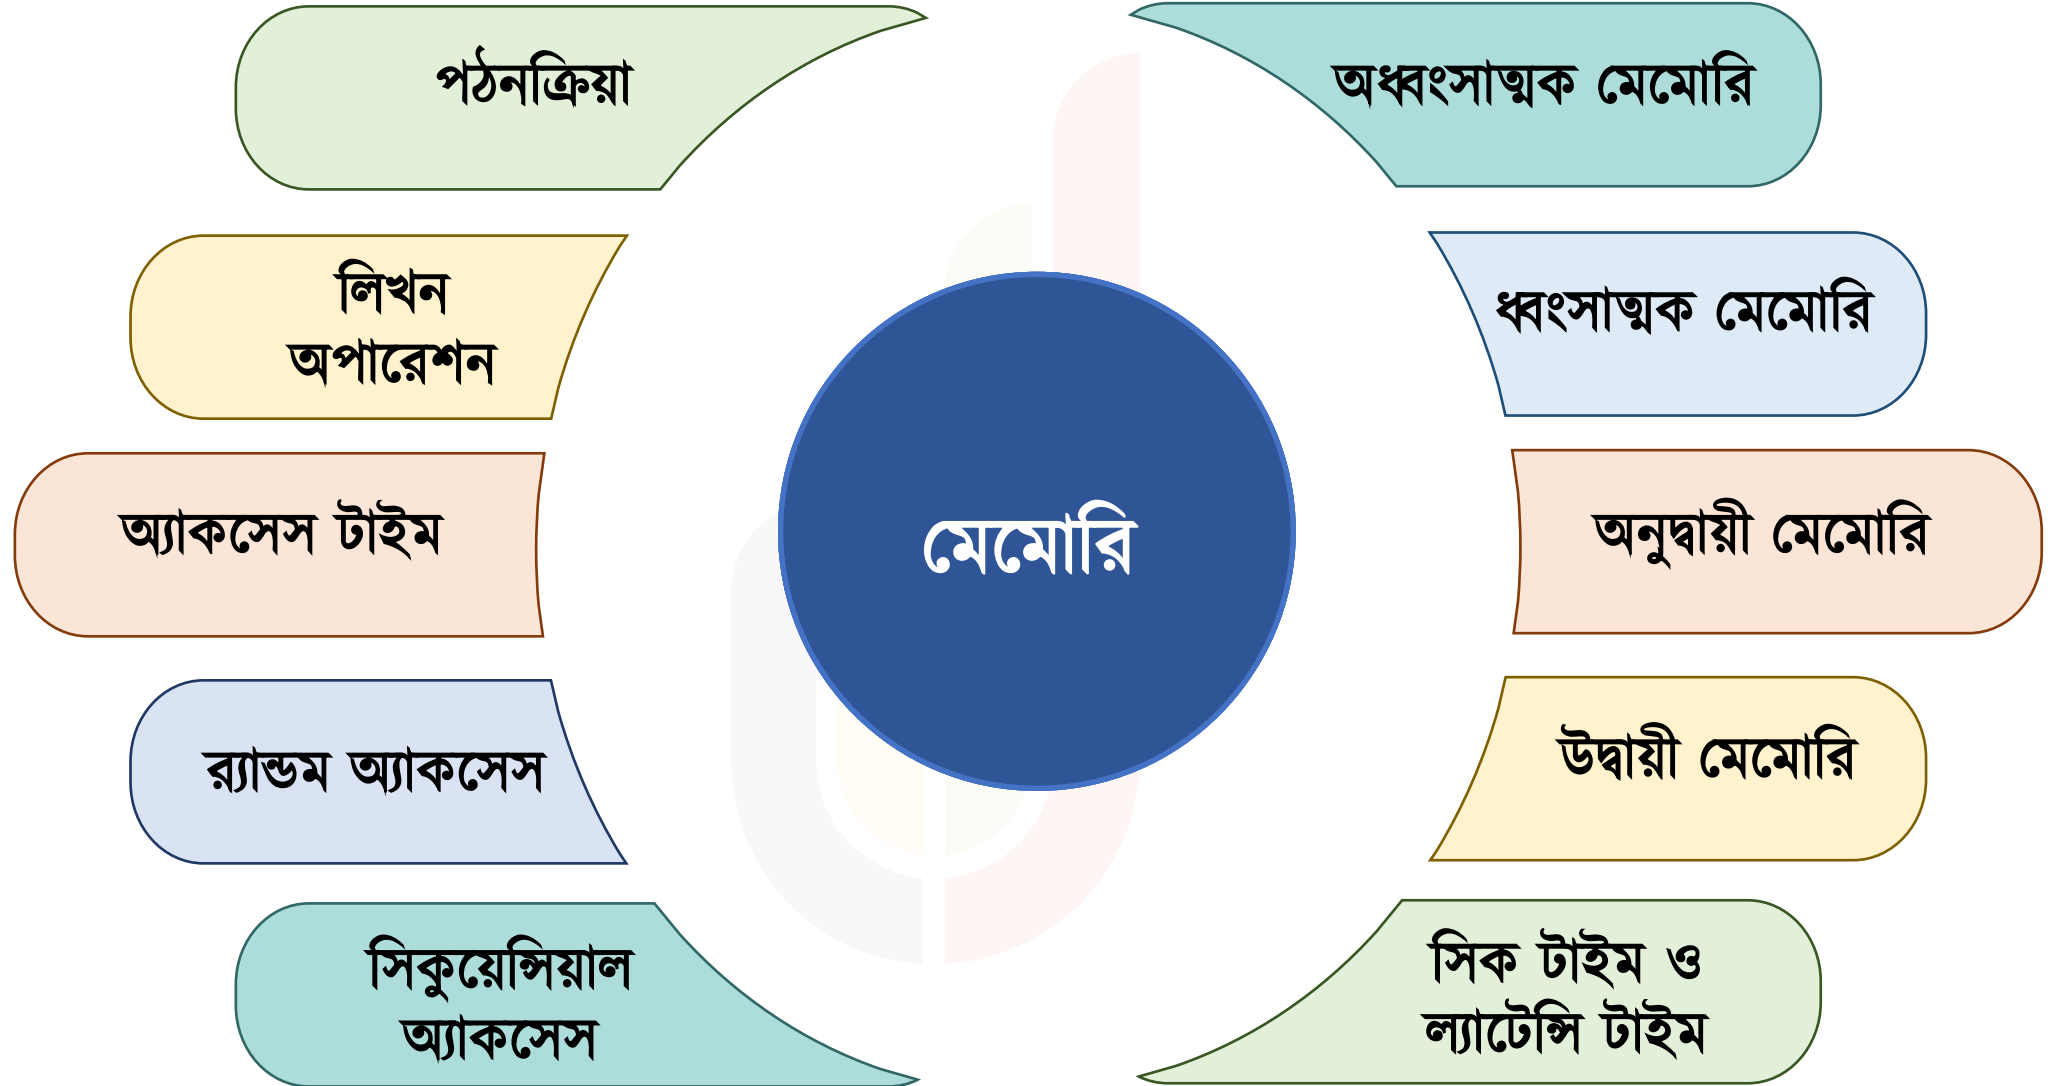 পঠনক্রিয়া
লিখন
অপারেশন
অ্যাকসেস টাইম
র‍্যান্ডম অ্যাকসেস
সিকুয়েন্সিয়াল
অ্যাকসেস
মেমোরি
অধ্বংসাত্মক মেমোরি
ধ্বংসাত্মক মেমোরি
অনুদ্বায়ী মেমোরি
উদ্বায়ী মেমোরি
সিক টাইম ও
ল্যাটেন্সি টাইম